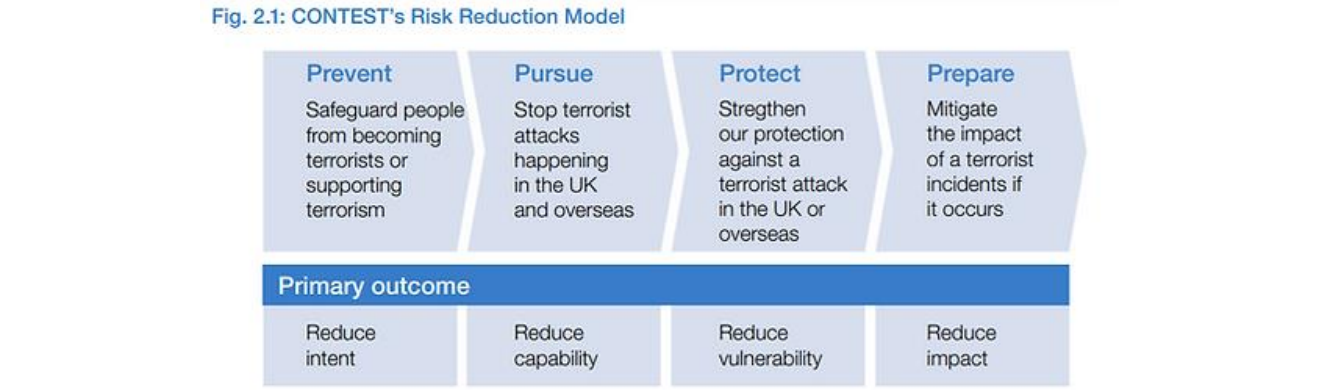 Fig. 2.1: CONTEST's Risk Reduction Model
Prevent
Safeguard people
from becoming
terrorists or
supporting
terrorism
Pursue
Stop terrorist
attacks
happening
in the UK
and overseas
Protect
Stregthen
our protection
against a
terrorist attack
in the UK or
overseas
Prepare
Mitigate
the impact
of a terrorist
incidents if
it occurs
Primary outcome
Reduce
intent
Reduce
capability
Reduce
vulnerability
Reduce
impact